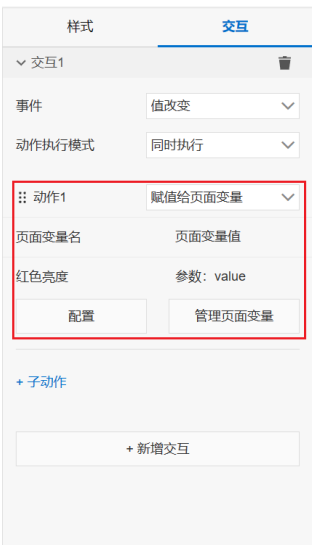 样式 交互
交互1
事件 值改变
动作执行模式 同时执行
动作1 赋值给页面变量
页面变量名 页面变量值
红色亮度 参数：value
配置 管理页面变量
+ 子动作
+ 新增交互